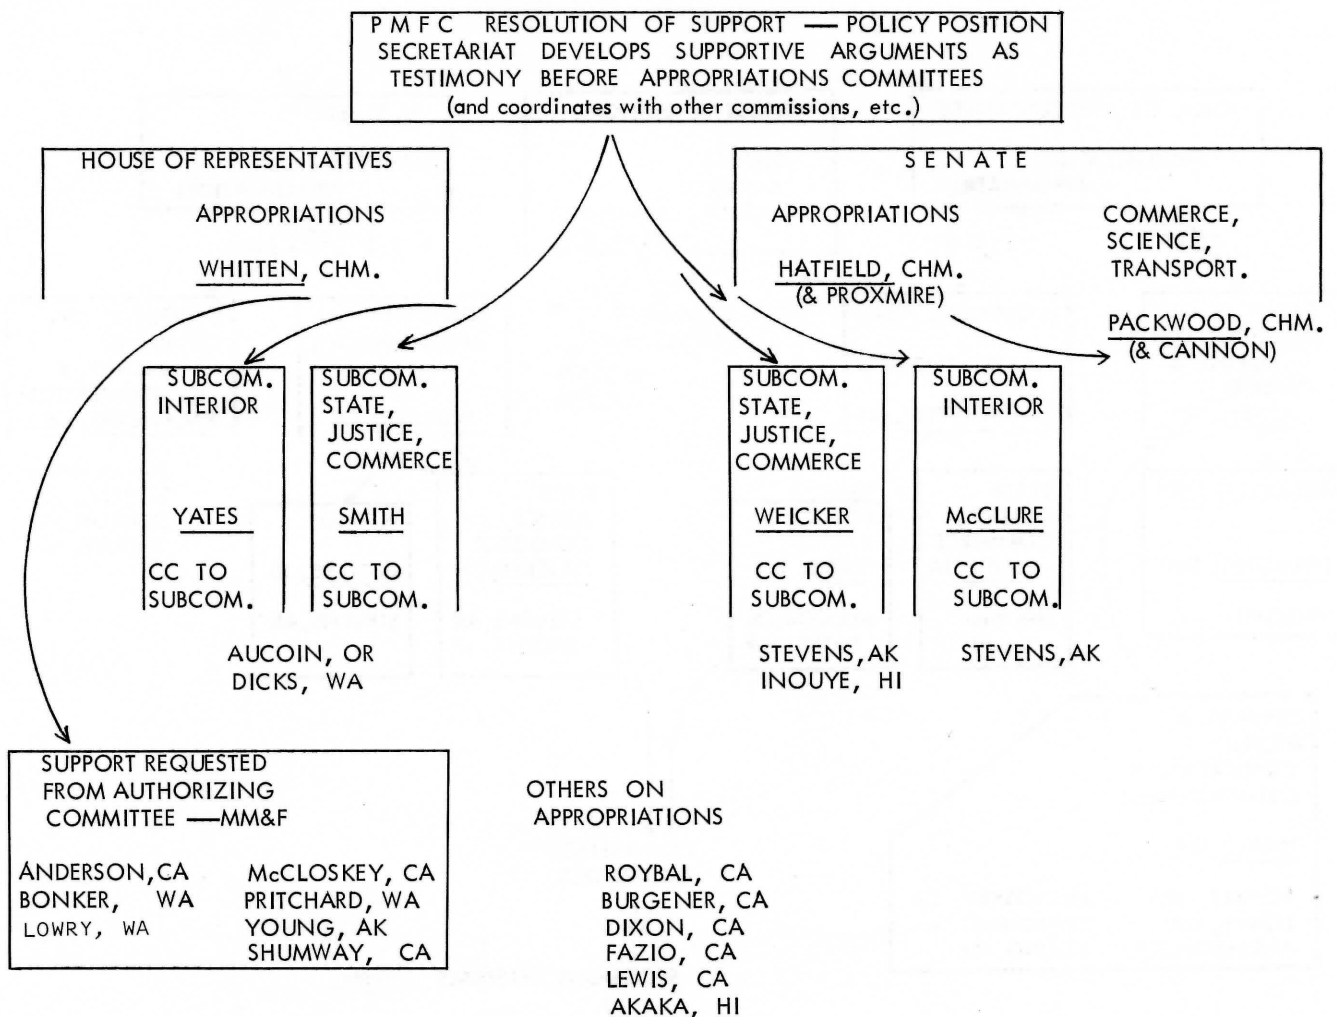 PMFC RESOLUTION OF SUPPORT — POLICY POSITION
SECRETARIAT DEVELOPS SUPPORTIVE ARGUMENTS AS
TESTIMONY BEFORE APPROPRIATIONS COMMITTEES
(and coordinates with other commissions, etc.)
HOUSE OF REPRESENTATIVES
APPROPRIATIONS
WHITTEN, CHM.
SENATE
APPROPRIATIONS
HATFIELD, CHM.
(& PROXMIRE)
COMMERCE,
SCIENCE,
TRANSPORT.
PACKWOOD, CHM.
(& CANNON)
SUBCOM.
INTERIOR
YATES
CC TO
SUBCOM.
SUBCOM.
STATE,
JUSTICE,
COMMERCE
SMITH
CC TO
SUBCOM.
AUCOIN, OR
DICKS, WA
SUBCOM.
STATE,
JUSTICE,
COMMERCE
WEICKER
CC TO
SUBCOM.
STEVENS, AK
INOUYE, HI
SUBCOM.
INTERIOR
McCLURE
CC TO
SUBCOM.
STEVENS, AK
SUPPORT REQUESTED
FROM AUTHORIZING
COMMITTEE —MM&F
ANDERSON, CA
BONKER, WA
LOWRY, WA
McCLOSKEY, CA
PRITCHARD, WA
YOUNG, AK
SHUMWAY, CA
OTHERS ON
APPROPRIATIONS
ROYBAL, CA
BURGENER, CA
DIXON, CA
FAZIO, CA
LEWIS, CA
AKAKA, HI